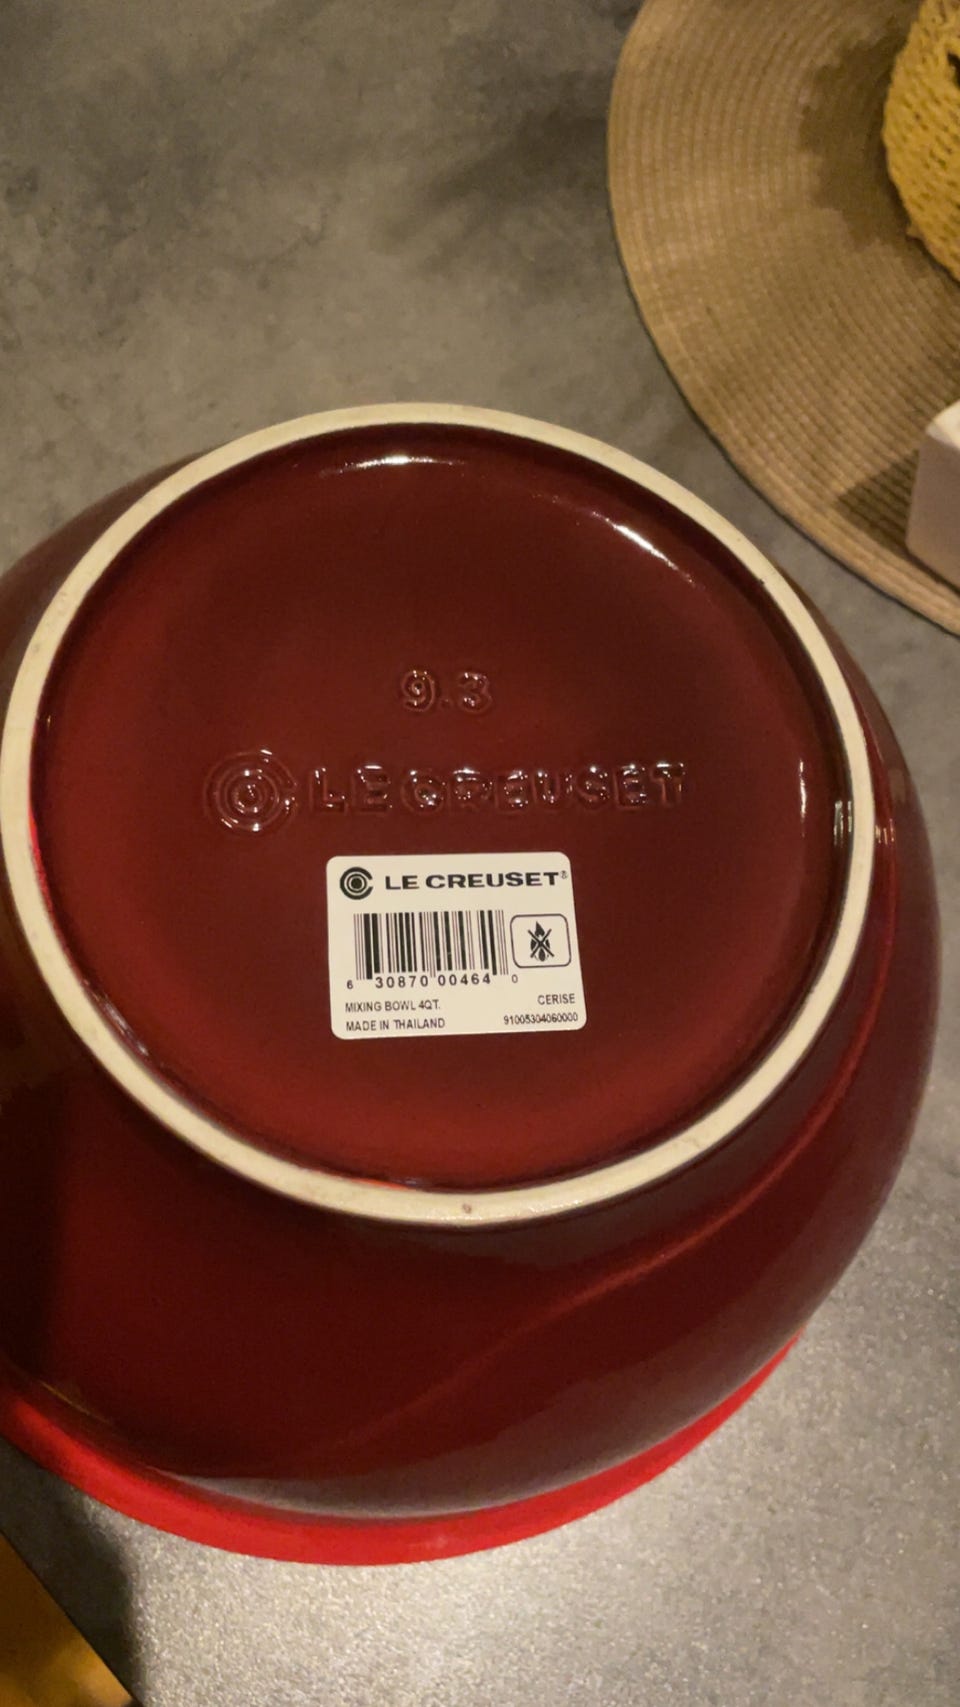 9.3
LE CREUSET
LE CREUSET®
6 30870 00464 0
MIXING BOWL 4QT.
CERISE
MADE IN THAILAND
91005304060000